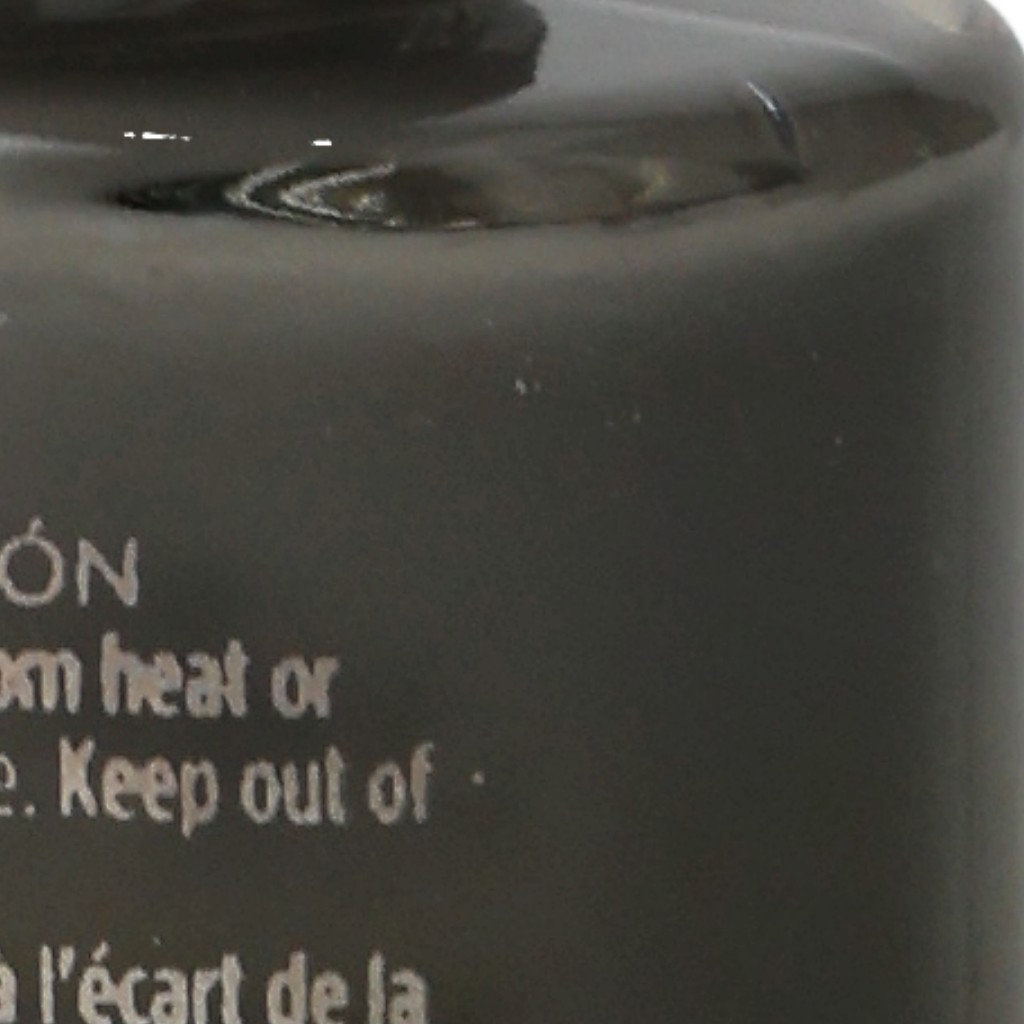 ÓN
om heat or
e. Keep out of
à l'écart de la